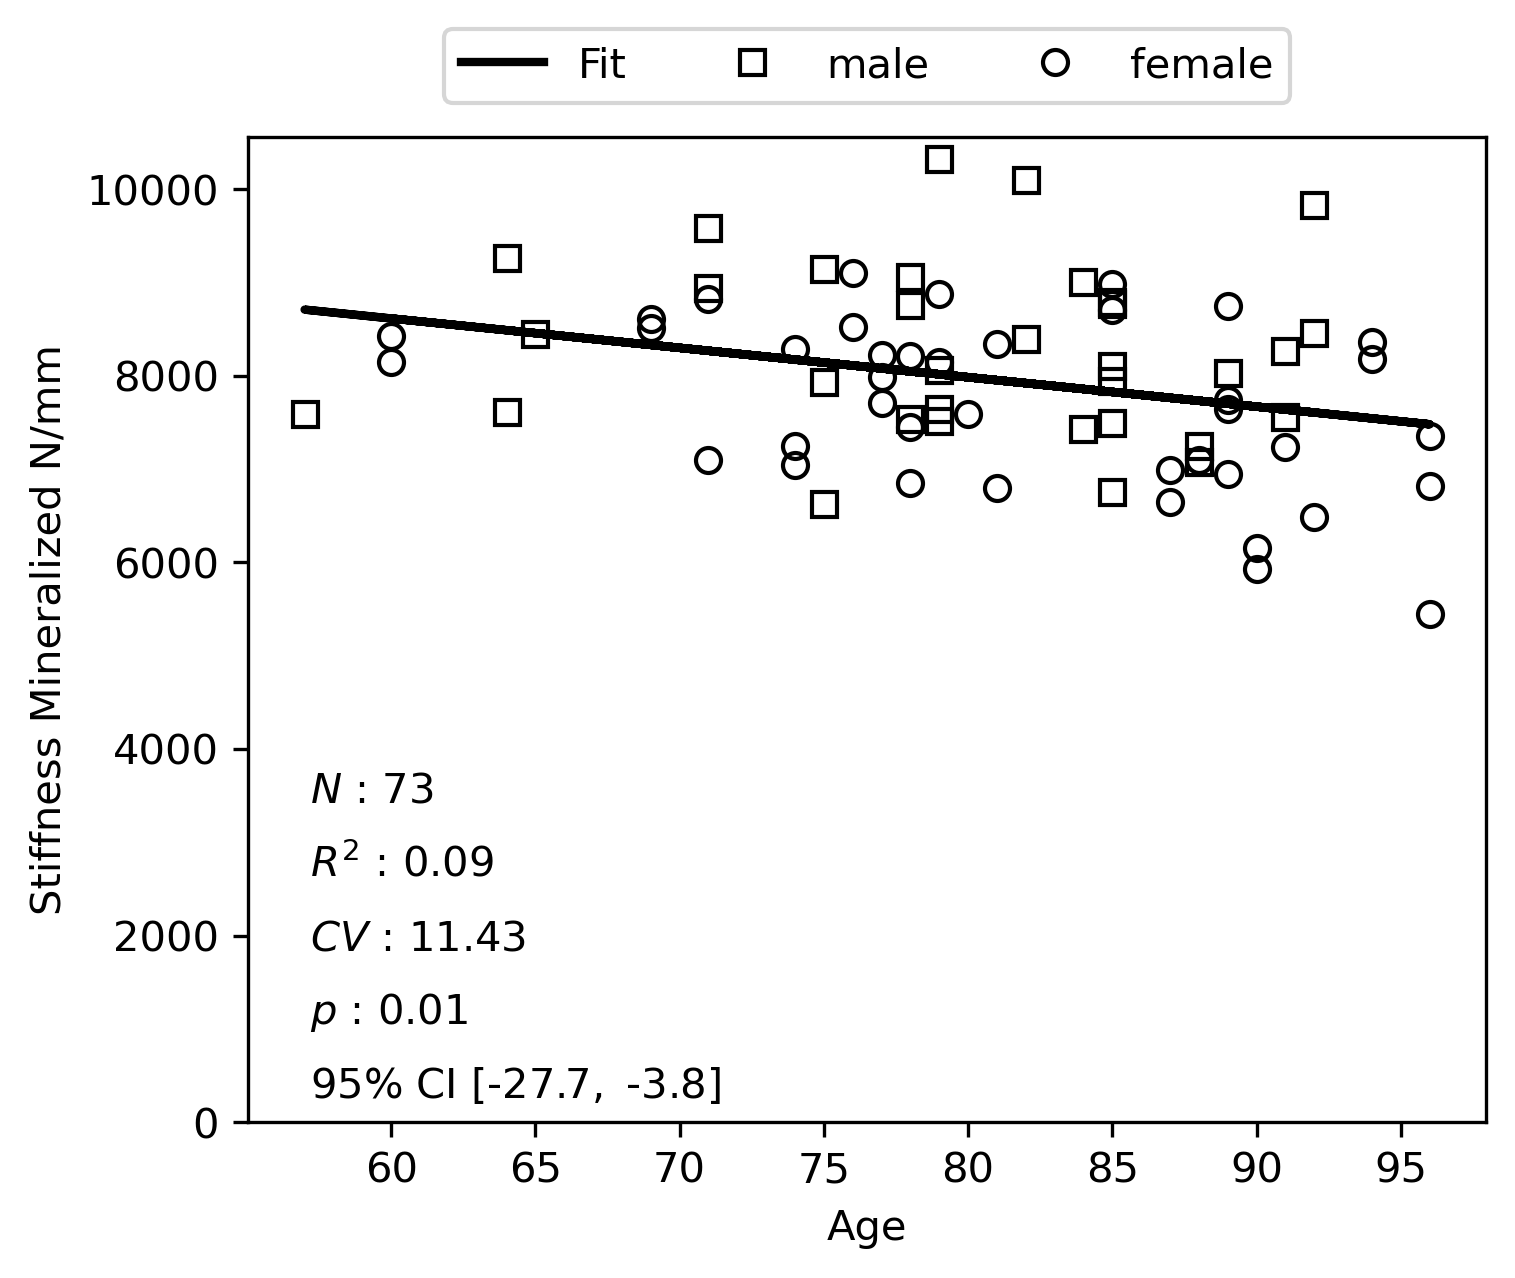 Fit male female
10000
8000
6000
4000
2000
0
Stiffness Mineralized N/mm
N : 73
R² : 0.09
CV : 11.43
p : 0.01
95% CI [-27.7, -3.8]
60 65 70 75 80 85 90 95
Age